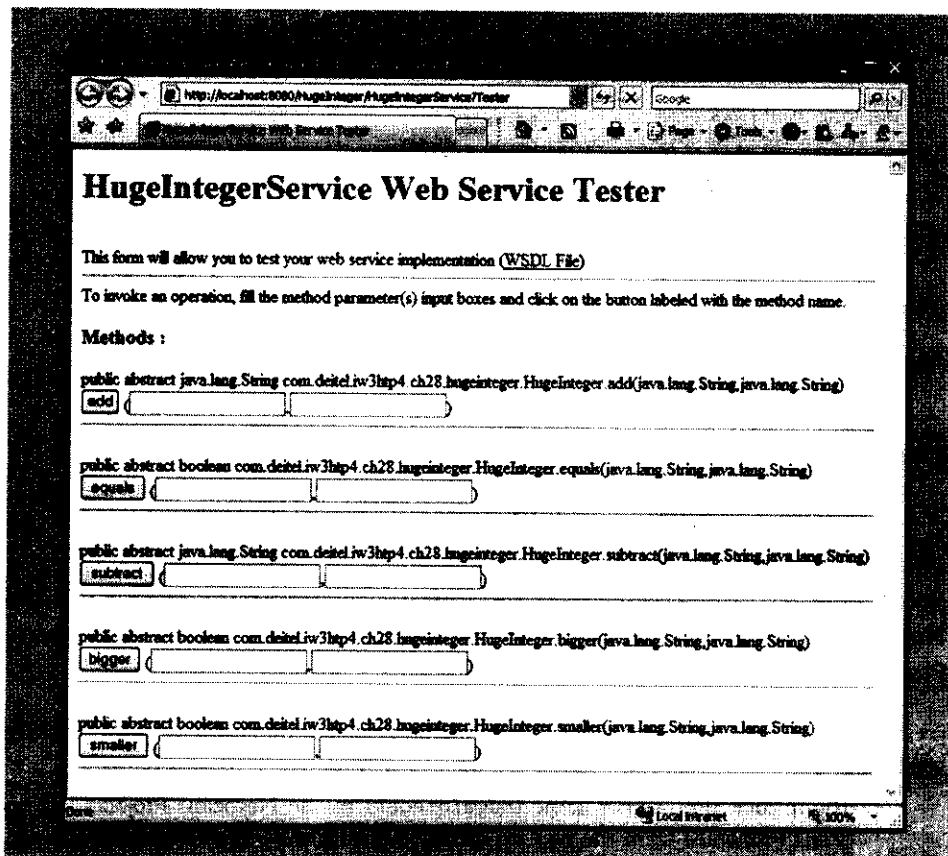 http://localhost:8080/HugeInteger/HugeIntegerService?Tester
Google
HugeIntegerService Web Service Tester
Page
Tools
HugeIntegerService Web Service Tester
This form will allow you to test your web service implementation (WSDL File)
To invoke an operation, fill the method parameter(s) input boxes and click on the button labeled with the method name.
Methods :
public abstract java.lang.String com.deitel.iw3htp4.ch28.hugeinteger.HugeInteger.add(java.lang.String,java.lang.String)
add ( , )
public abstract boolean com.deitel.iw3htp4.ch28.hugeinteger.HugeInteger.equals(java.lang.String,java.lang.String)
equals ( , )
public abstract java.lang.String com.deitel.iw3htp4.ch28.hugeinteger.HugeInteger.subtract(java.lang.String,java.lang.String)
subtract ( , )
public abstract boolean com.deitel.iw3htp4.ch28.hugeinteger.HugeInteger.bigger(java.lang.String,java.lang.String)
bigger ( , )
public abstract boolean com.deitel.iw3htp4.ch28.hugeinteger.HugeInteger.smaller(java.lang.String,java.lang.String)
smaller ( , )
Done
Local intranet
100%